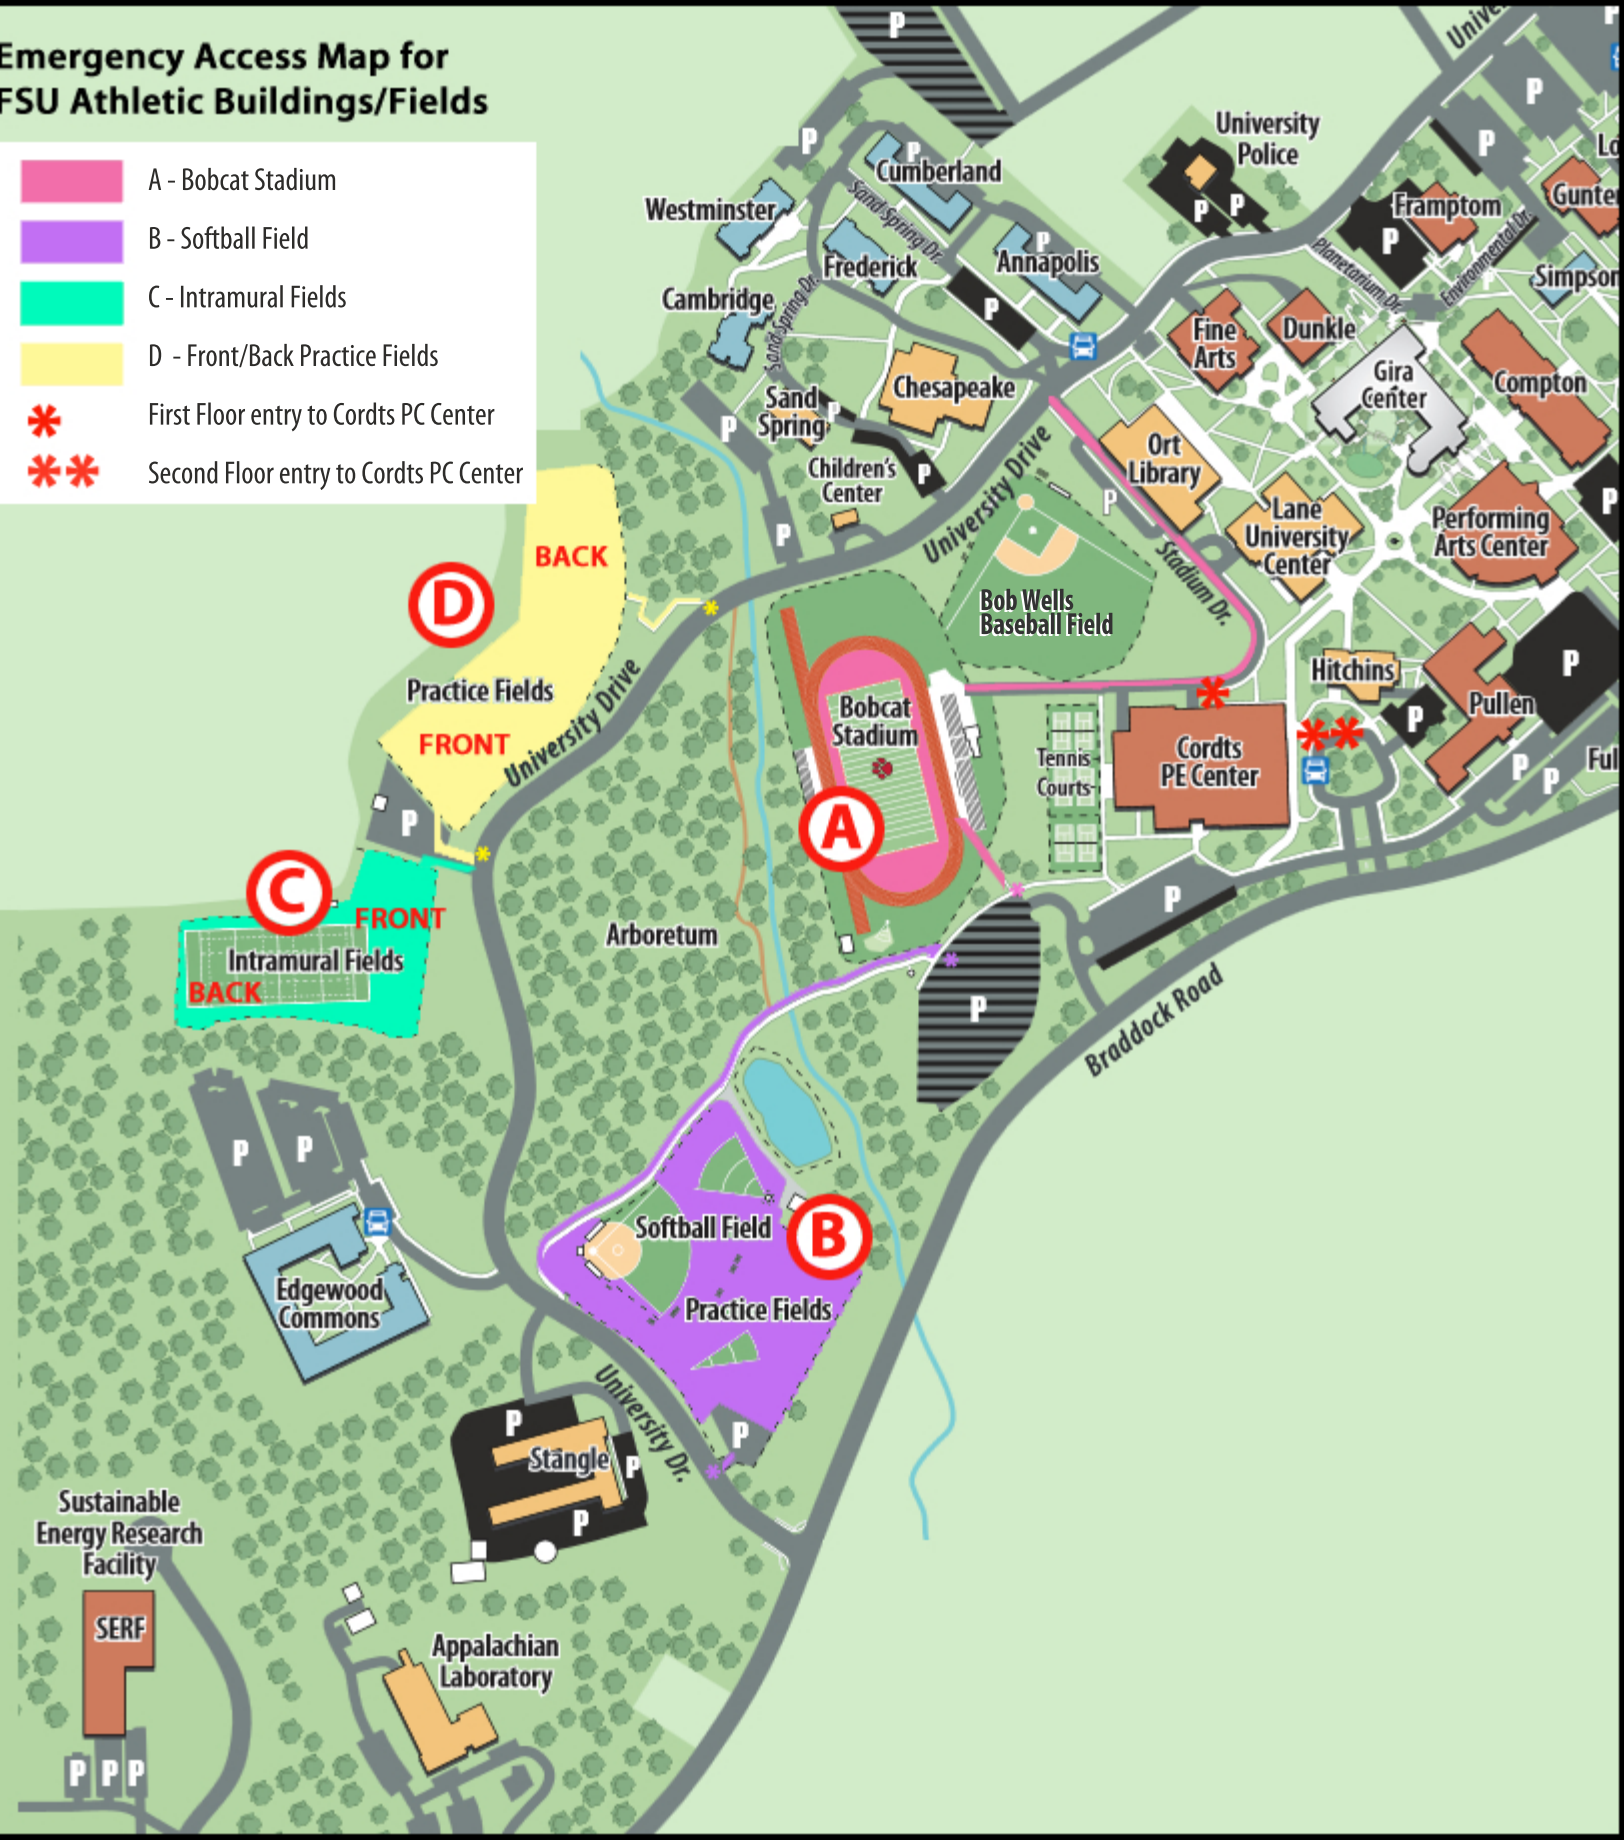 Emergency Access Map for
FSU Athletic Buildings/Fields
A - Bobcat Stadium
B - Softball Field
C - Intramural Fields
D - Front/Back Practice Fields
* First Floor entry to Cordts PC Center
** Second Floor entry to Cordts PC Center
P
P
University
Police
P
P
P
P
Cumberland
P
Westminster
Sand Spring Dr.
Frederick
Annapolis
P
P
Cambridge
Sand Spring Dr.
Frampton
P
Gunter
Planetarium Dr.
Environmental Dr.
P
Simpson
Fine
Arts
Dunkle
Gira
Center
Compton
Chesapeake
Sand
Spring
P
P
Children's
Center
P
P
University Drive
Ort
Library
P
Stadium Dr.
Lane
University
Center
Performing
Arts Center
P
BACK
D
Practice Fields
FRONT
University Drive
P
Bob Wells
Baseball Field
Bobcat
Stadium
A
Tennis
Courts
Cordts
PE Center
* *
*
Hitchins
P
Pullen
P
P
P
C
FRONT
Intramural Fields
BACK
Arboretum
P
P
Braddock Road
P
P
Edgewood
Commons
Softball Field
B
Practice Fields
P
University Dr.
P
Stangle
P
P
Sustainable
Energy Research
Facility
SERF
P
P
P
Appalachian
Laboratory